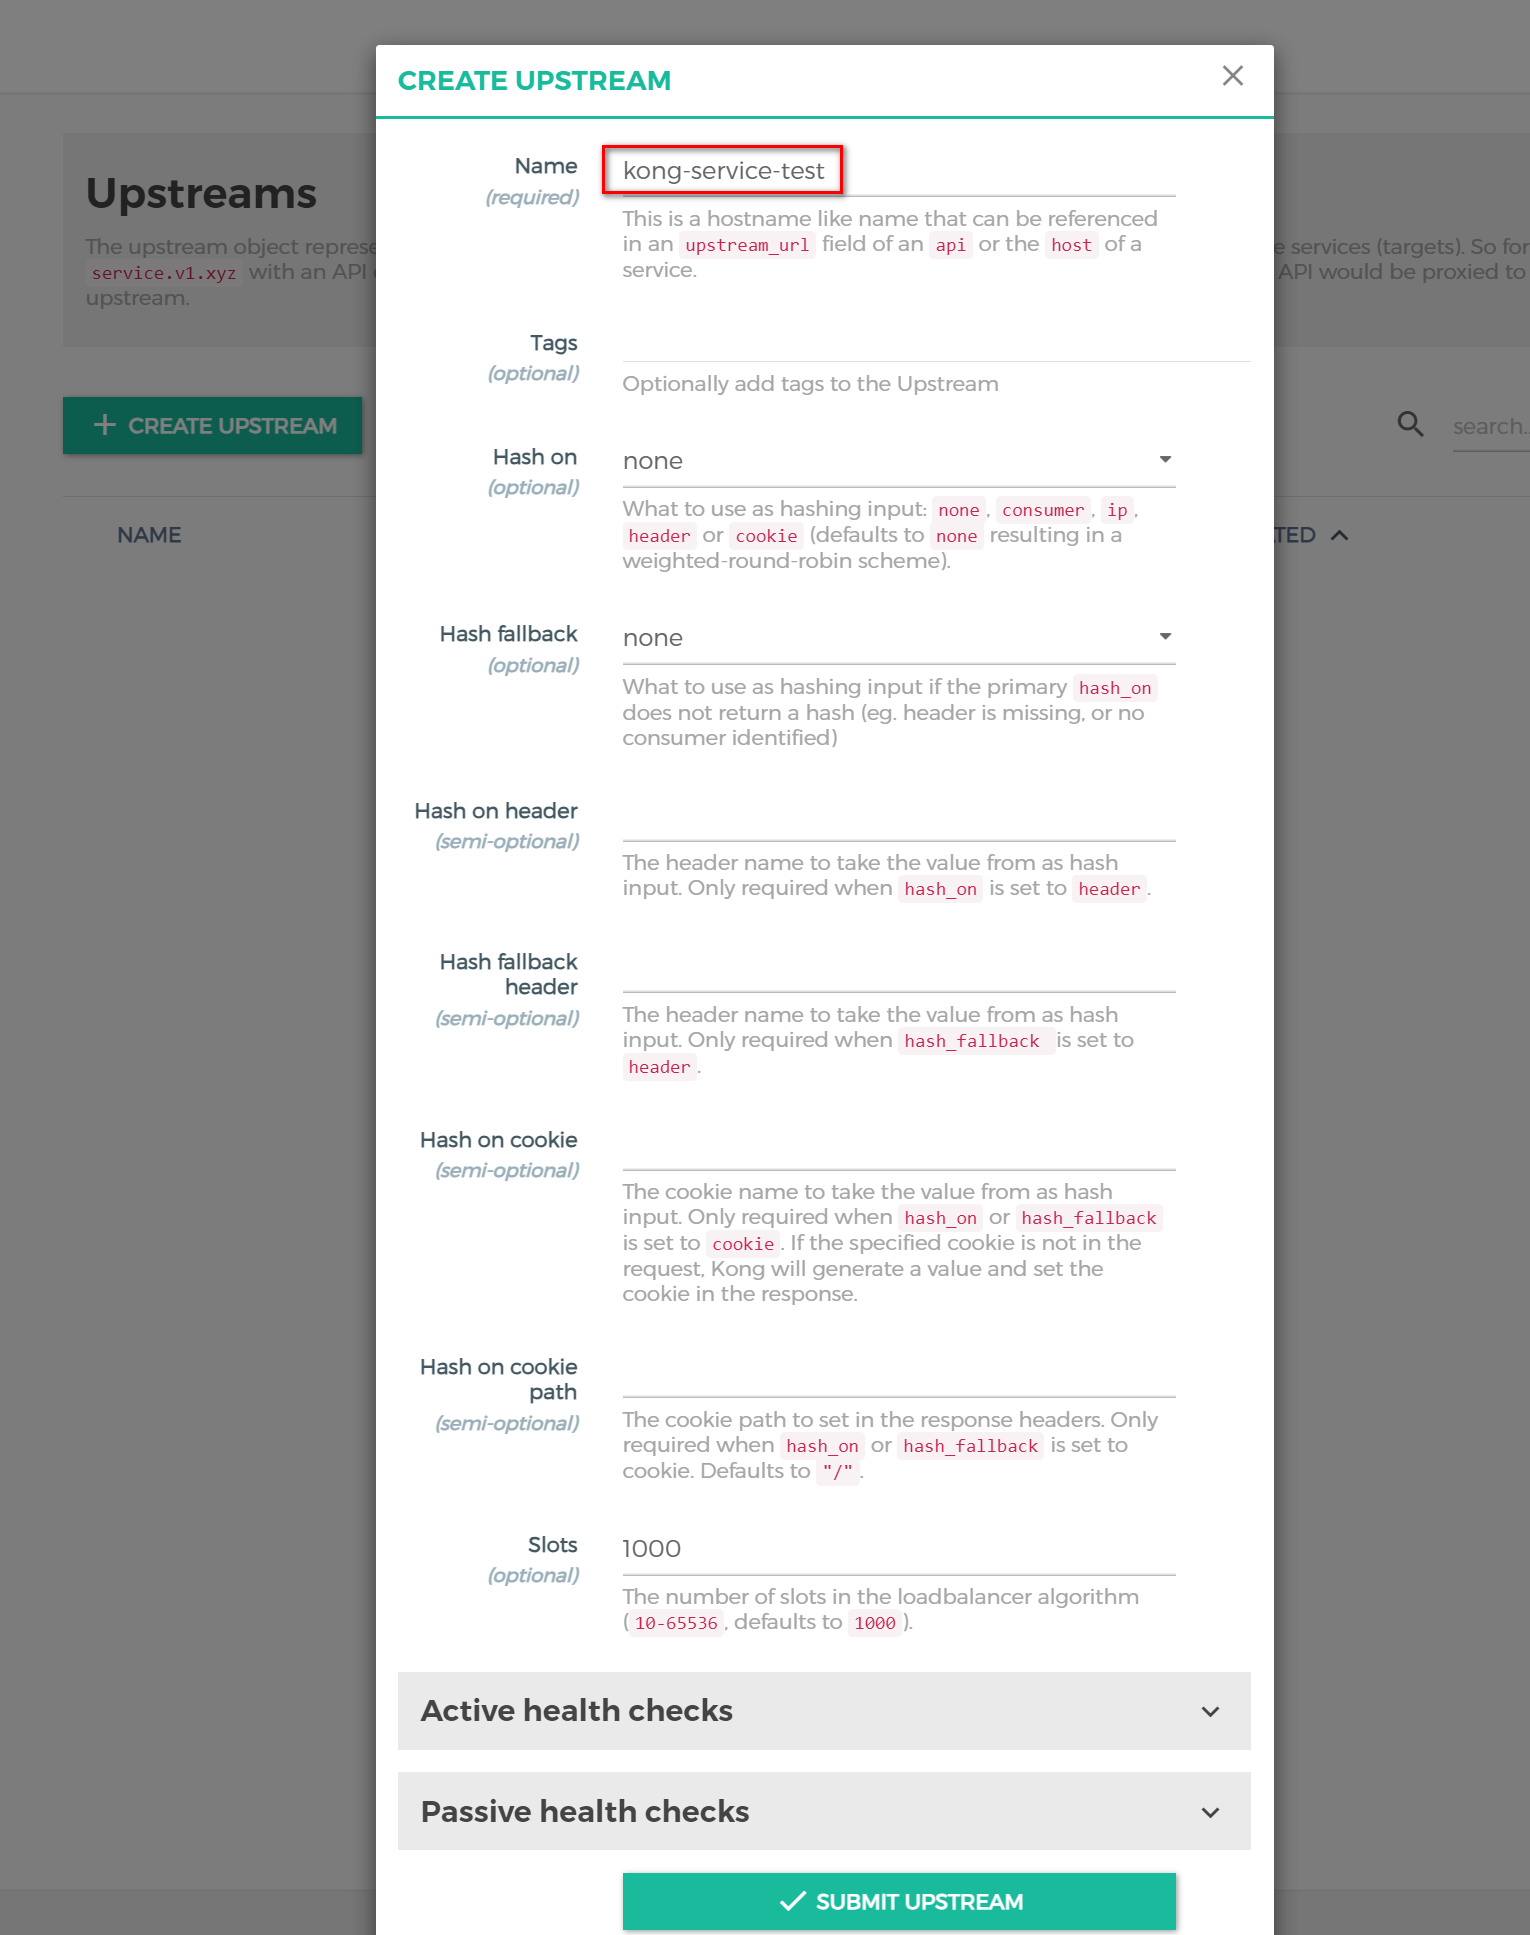 CREATE UPSTREAM
Name
(required)
kong-service-test
This is a hostname like name that can be referenced
in an upstream_url field of an api or the host of a
service.
Upstreams
The upstream object represe
e services (targets). So for
service.v1.xyz with an API
API would be proxied to
upstream.
Tags
(optional)
Optionally add tags to the Upstream
CREATE UPSTREAM
search..
Hash on
(optional)
none
What to use as hashing input: none, consumer, ip,
header or cookie (defaults to none resulting in a
weighted-round-robin scheme).
NAME
TED
Hash fallback
(optional)
none
What to use as hashing input if the primary hash_on
does not return a hash (eg. header is missing, or no
consumer identified)
Hash on header
(semi-optional)
The header name to take the value from as hash
input. Only required when hash_on is set to header.
Hash fallback
header
(semi-optional)
The header name to take the value from as hash
input. Only required when hash_fallback is set to
header.
Hash on cookie
(semi-optional)
The cookie name to take the value from as hash
input. Only required when hash_on or hash_fallback
is set to cookie. If the specified cookie is not in the
request, Kong will generate a value and set the
cookie in the response.
Hash on cookie
path
(semi-optional)
The cookie path to set in the response headers. Only
required when hash_on or hash_fallback is set to
cookie. Defaults to "/".
Slots
(optional)
1000
The number of slots in the loadbalancer algorithm
(10-65536, defaults to 1000).
Active health checks
Passive health checks
SUBMIT UPSTREAM